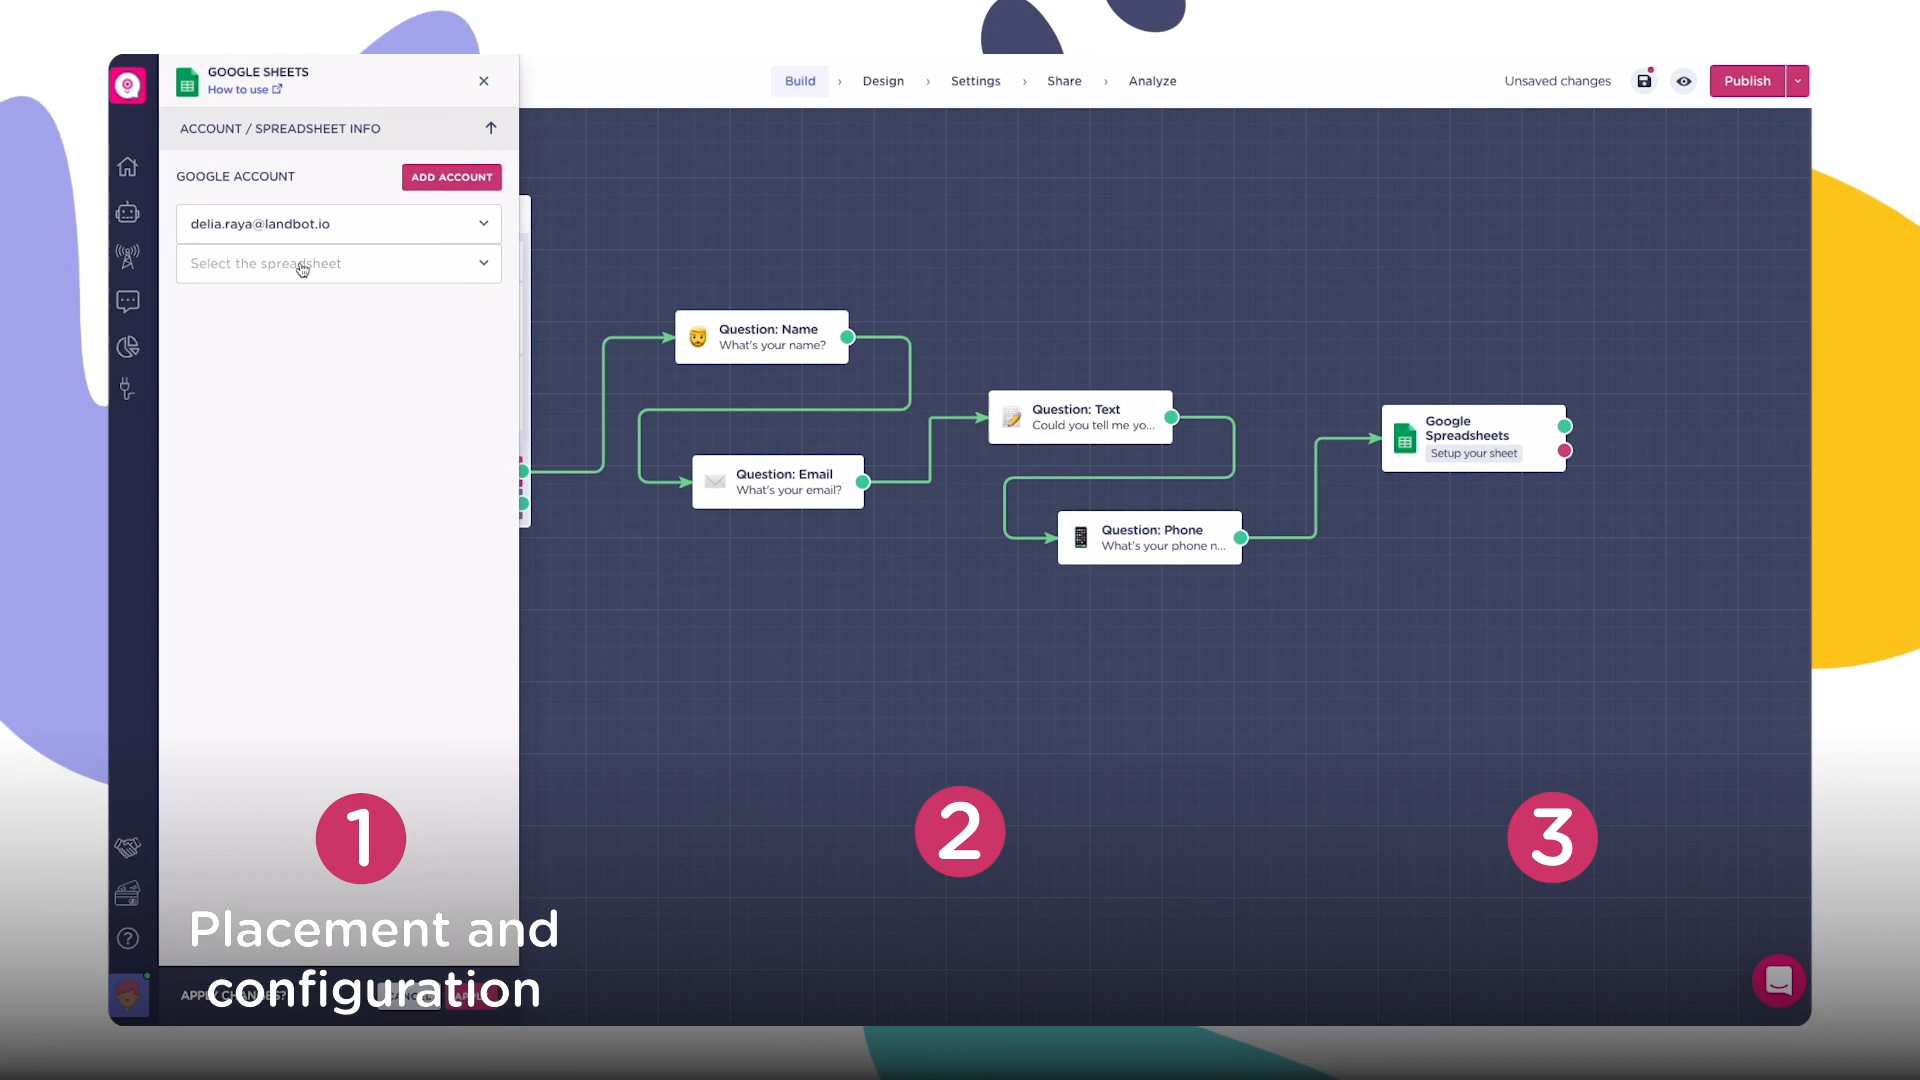 GOOGLE SHEETS
How to use
Build
Design
Settings
Share
Analyze
Unsaved changes
Publish
ACCOUNT / SPREADSHEET INFO
GOOGLE ACCOUNT
ADD ACCOUNT
delia.raya@landbot.io
Select the spreadsheet
Question: Name
What's your name?
Question: Email
What's your email?
Question: Text
Could you tell me yo...
Question: Phone
What's your phone n...
Google
Spreadsheets
Setup your sheet
1
2
3
Placement and
configuration